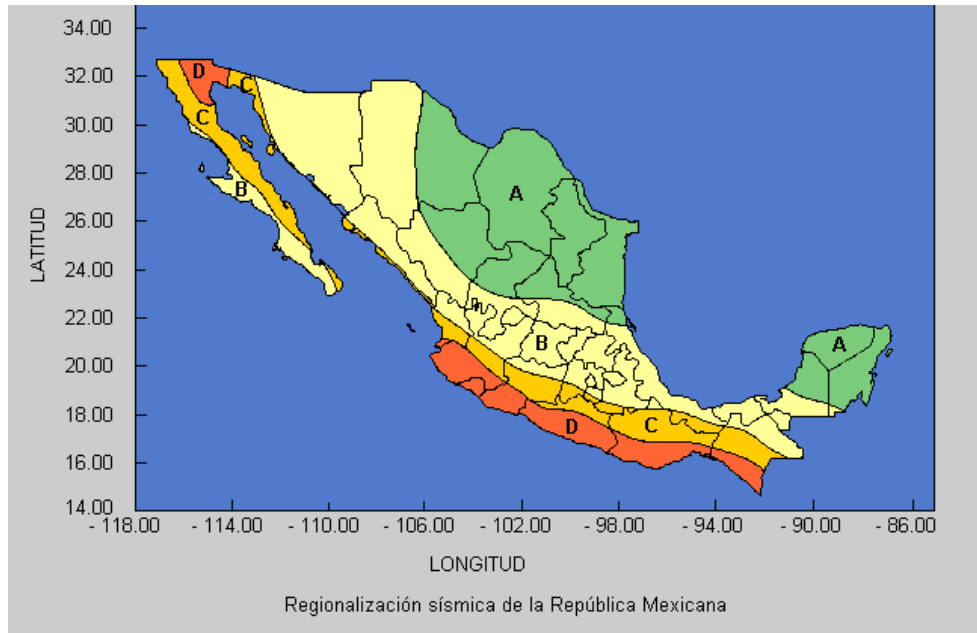 34.00
32.00
30.00
28.00
26.00
24.00
22.00
20.00
18.00
16.00
14.00
LATITUD
D
C
C
B
A
B
A
C
D
- 118.00 - 114.00 - 110.00 - 106.00 - 102.00 - 98.00 - 94.00 - 90.00 - 86.00
LONGITUD
Regionalización sísmica de la República Mexicana